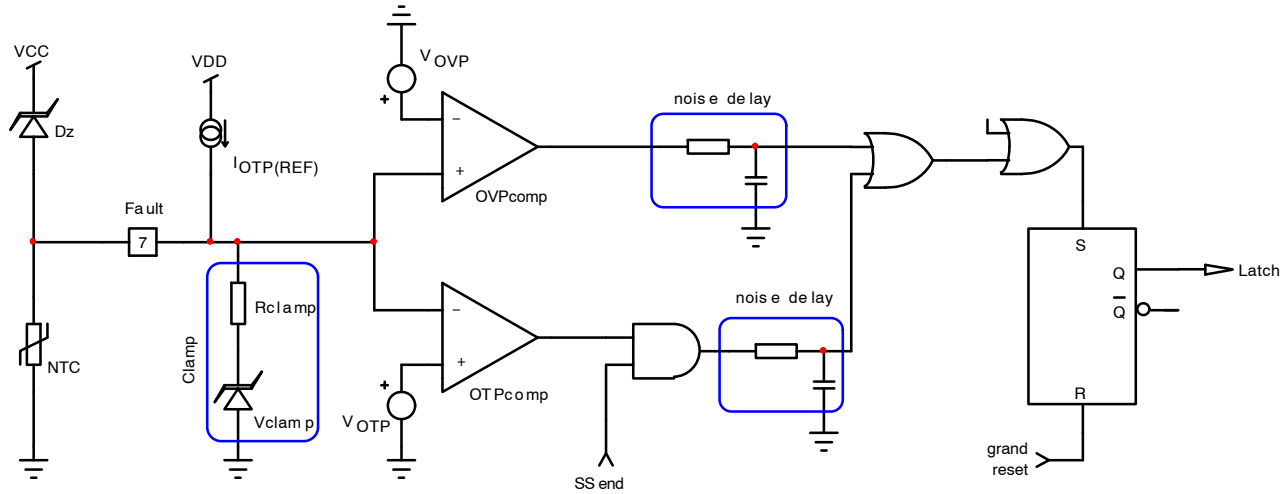 VCC
VDD
V OVP
+
noise delay
Dz
−
I OTP(REF)
+
OVPcomp
Fault
7
S
Q
Latch
noise delay
Q
Rclamp
−
Clamp
NTC
+
+
OTPcomp
Vclamp
V OTP
R
grand
reset
SS end